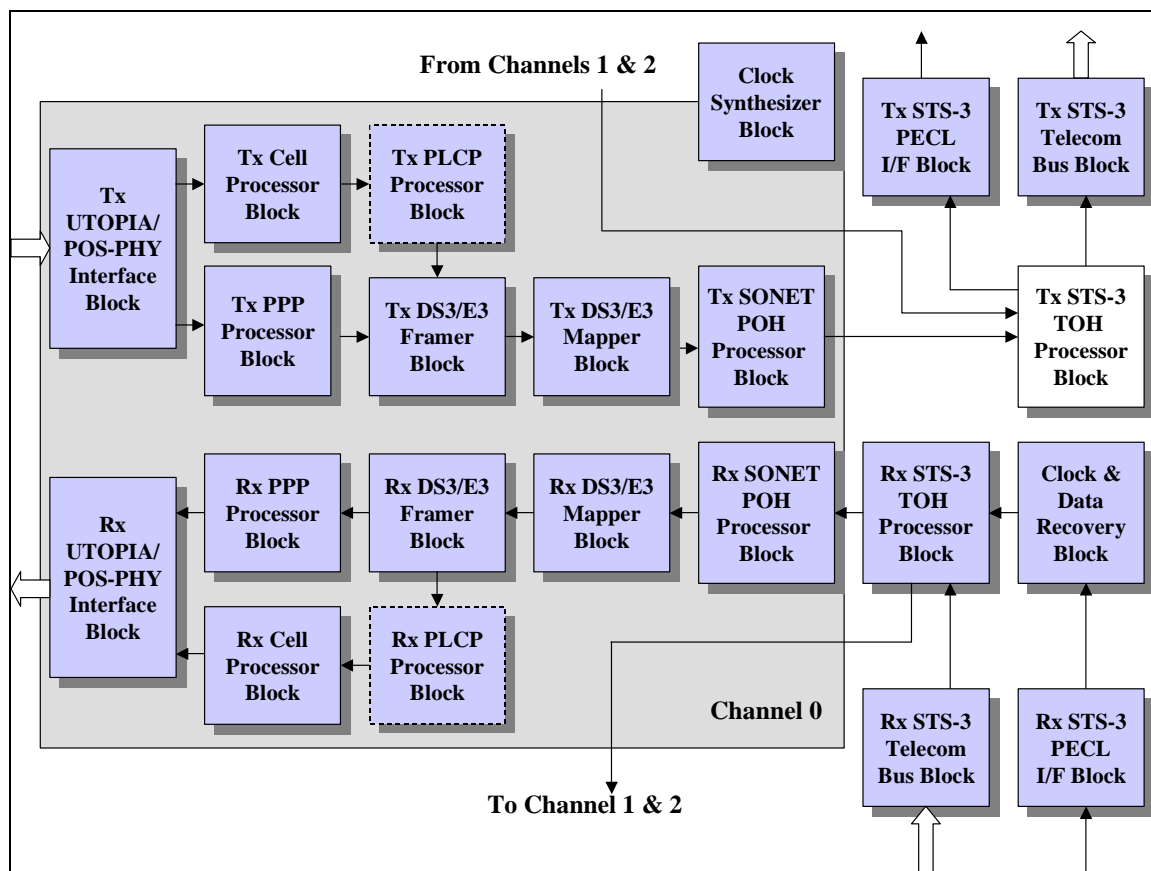 From Channels 1 & 2
Clock
Synthesizer
Block
Tx STS-3
PECL
I/F Block
Tx STS-3
Telecom
Bus Block
Tx
UTOPIA/
POS-PHY
Interface
Block
Tx Cell
Processor
Block
Tx PLCP
Processor
Block
Tx PPP
Processor
Block
Tx DS3/E3
Framer
Block
Tx DS3/E3
Mapper
Block
Tx SONET
POH
Processor
Block
Tx STS-3
TOH
Processor
Block
Rx
UTOPIA/
POS-PHY
Interface
Block
Rx PPP
Processor
Block
Rx DS3/E3
Framer
Block
Rx DS3/E3
Mapper
Block
Rx SONET
POH
Processor
Block
Rx STS-3
TOH
Processor
Block
Clock &
Data
Recovery
Block
Rx Cell
Processor
Block
Rx PLCP
Processor
Block
Channel 0
Rx STS-3
Telecom
Bus Block
Rx STS-3
PECL
I/F Block
To Channel 1 & 2